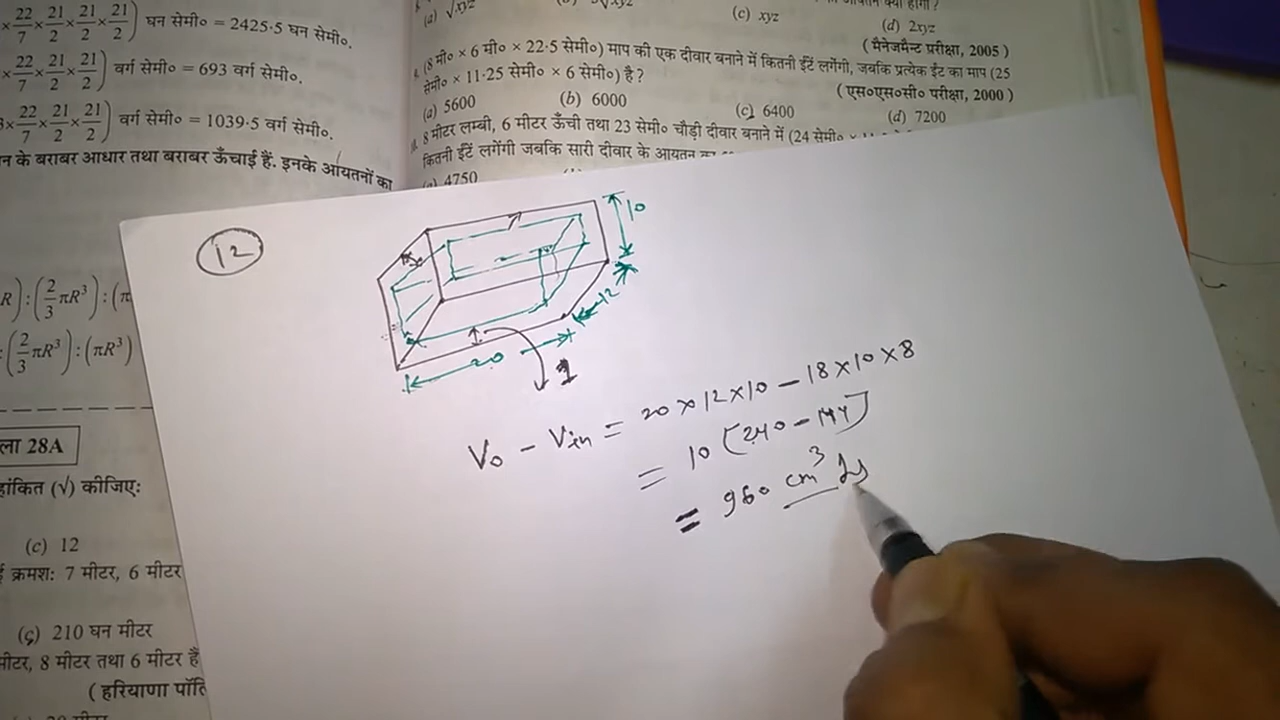 × 22/7 × 21/2 × 21/2 × 21/2) घन सेमी० = 2425·5 घन सेमी०.
× 22/7 × 21/2 × 21/2) वर्ग सेमी० = 693 वर्ग सेमी०.
3× 22/7 × 21/2 × 21/2) वर्ग सेमी० = 1039·5 वर्ग सेमी०.
न के बराबर आधार तथा बराबर ऊँचाई हैं. इनके आयतनों का
R) : (2/3 πR³) : (π
: (2/3 πR³) : (πR³)
ला 28A
हांकित (√) कीजिए:
(c) 12
ई क्रमश: 7 मीटर, 6 मीटर
(c) 210 घन मीटर
मीटर, 8 मीटर तथा 6 मीटर है
( हरियाणा
(a) √xyz
(c) xyz
(d) 2xyz
( मैनेजमैन्ट परीक्षा, 2005 )
(8 मी० × 6 मी० × 22·5 सेमी०) माप की एक दीवार बनाने में कितनी ईंटें लगेंगी, जबकि प्रत्येक ईंट का माप (25
सेमी० × 11·25 सेमी० × 6 सेमी०) है ?
( एस०एस०सी० परीक्षा, 2000 )
(a) 5600 (b) 6000 (c) 6400 (d) 7200
8 मीटर लम्बी, 6 मीटर ऊँची तथा 23 सेमी० चौड़ी दीवार बनाने में (24 सेमी० ×
कितनी ईंटें लगेंगी जबकि सारी दीवार के आयतन का
(a) 4750
12
10
12
20
1
V₀ − Vin = 20 × 12 × 10 − 18 × 10 × 8
= 10 (240 − 144]
= 960 cm³